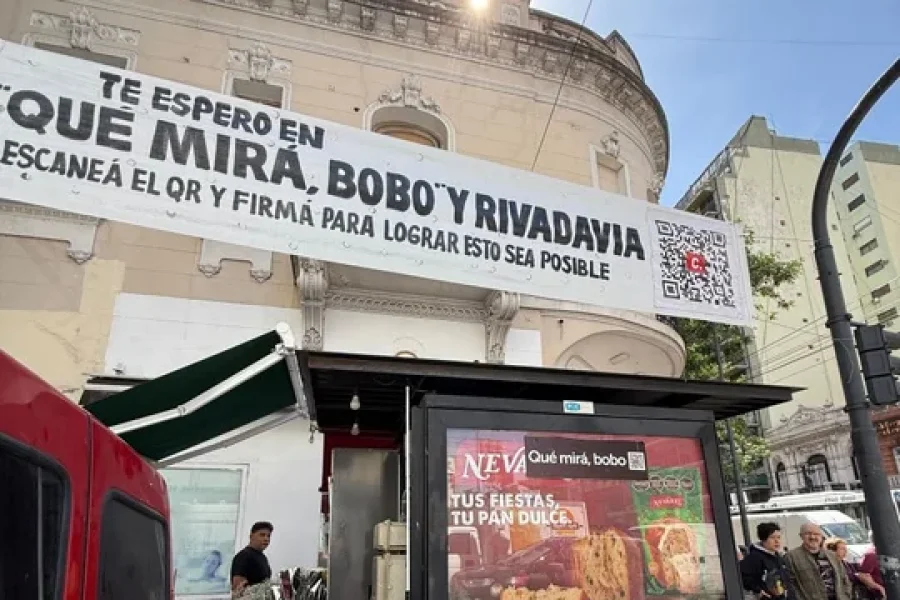 TE ESPERO EN
"QUÉ MIRÁ, BOBO" Y RIVADAVIA
ESCANEÁ EL QR Y FIRMÁ PARA LOGRAR ESTO SEA POSIBLE
C.
NEVA
Qué mirá, bobo
TUS FIESTAS,
TU PAN DULCE.